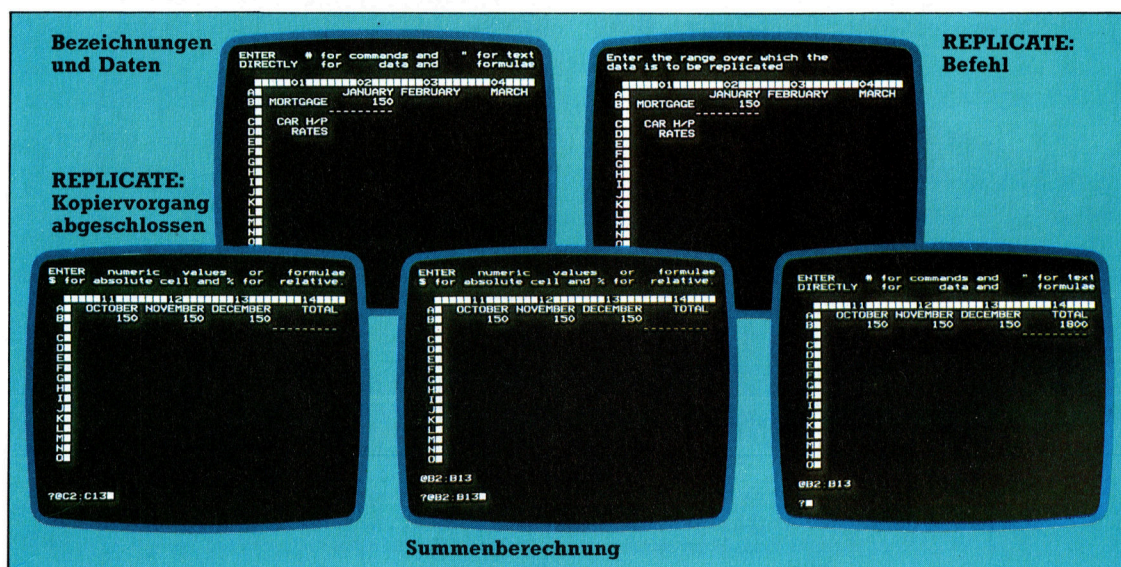 Bezeichnungen
und Daten
ENTER # for commands and " for text
DIRECTLY for data and formulae
01 02 03 04
A JANUARY FEBRUARY MARCH
B MORTGAGE 150
- - - - - - - - -
C CAR H/P
D RATES
E
F
G
H
I
J
K
L
M
N
O
REPLICATE:
Befehl
Enter the range over which the
data is to be replicated
01 02 03 04
A JANUARY FEBRUARY MARCH
B MORTGAGE 150
- - - - - - - - -
C CAR H/P
D RATES
E
F
G
H
I
J
K
L
M
N
O
REPLICATE:
Kopiervorgang
abgeschlossen
ENTER numeric values or formulae
$ for absolute cell and % for relative.
11 12 13 14
A OCTOBER NOVEMBER DECEMBER TOTAL
B 150 150 150
- - - - - - - - -
C
D
E
F
G
H
I
J
K
L
M
N
O
?@C2:C13
ENTER numeric values or formulae
$ for absolute cell and % for relative.
11 12 13 14
A OCTOBER NOVEMBER DECEMBER TOTAL
B 150 150 150
- - - - - - - - -
C
D
E
F
G
H
I
J
K
L
M
N
O
@B2:B13
?@B2:B13
ENTER # for commands and " for text
DIRECTLY for data and formulae
11 12 13 14
A OCTOBER NOVEMBER DECEMBER TOTAL
B 150 150 150 1800
- - - - - - - - -
C
D
E
F
G
H
I
J
K
L
M
N
O
@B2:B13
?
Summenberechnung